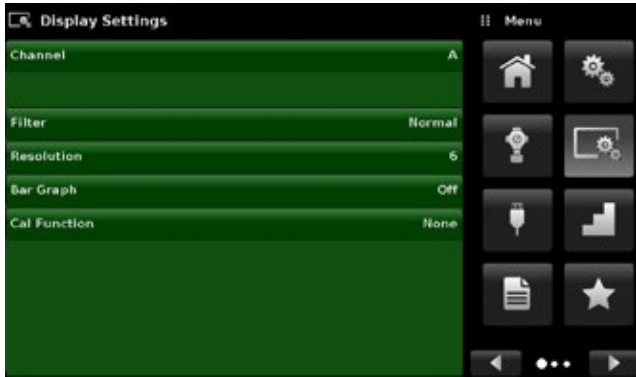 Display Settings
Menu
Channel A
Filter Normal
Resolution 6
Bar Graph Off
Cal Function None